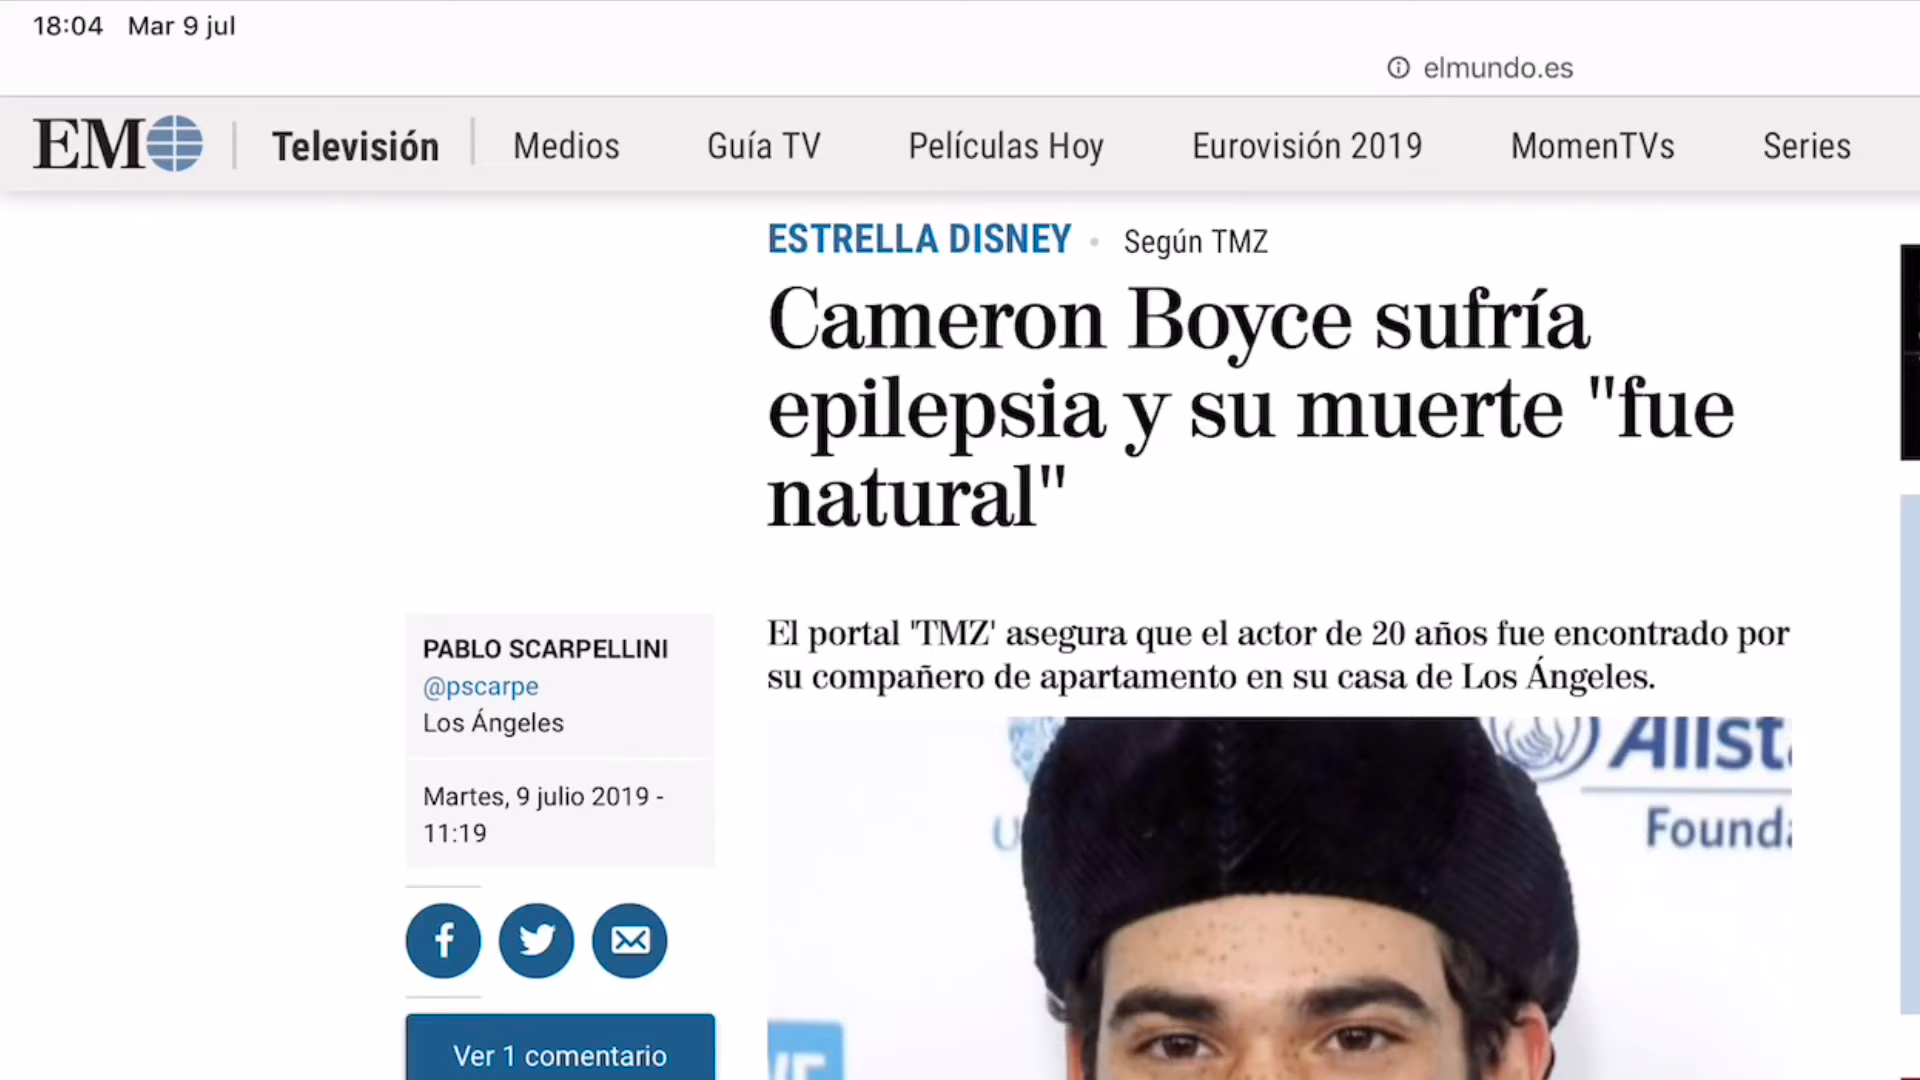 18:04 Mar 9 jul
elmundo.es
EM
Televisión Medios Guía TV Películas Hoy Eurovisión 2019 MomenTVs Series
ESTRELLA DISNEY • Según TMZ
Cameron Boyce sufría
epilepsia y su muerte "fue
natural"
PABLO SCARPELLINI
@pscarpe
Los Ángeles
Martes, 9 julio 2019 -
11:19
Ver 1 comentario
El portal 'TMZ' asegura que el actor de 20 años fue encontrado por
su compañero de apartamento en su casa de Los Ángeles.